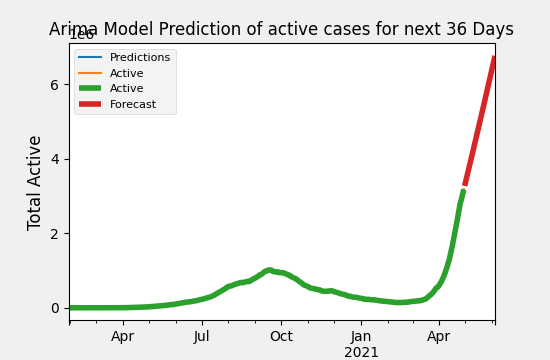 Arima Model Prediction of active cases for next 36 Days
1e6
Predictions
Active
Active
Forecast
6
4
2
0
Total Active
Apr
Jul
Oct
Jan
2021
Apr